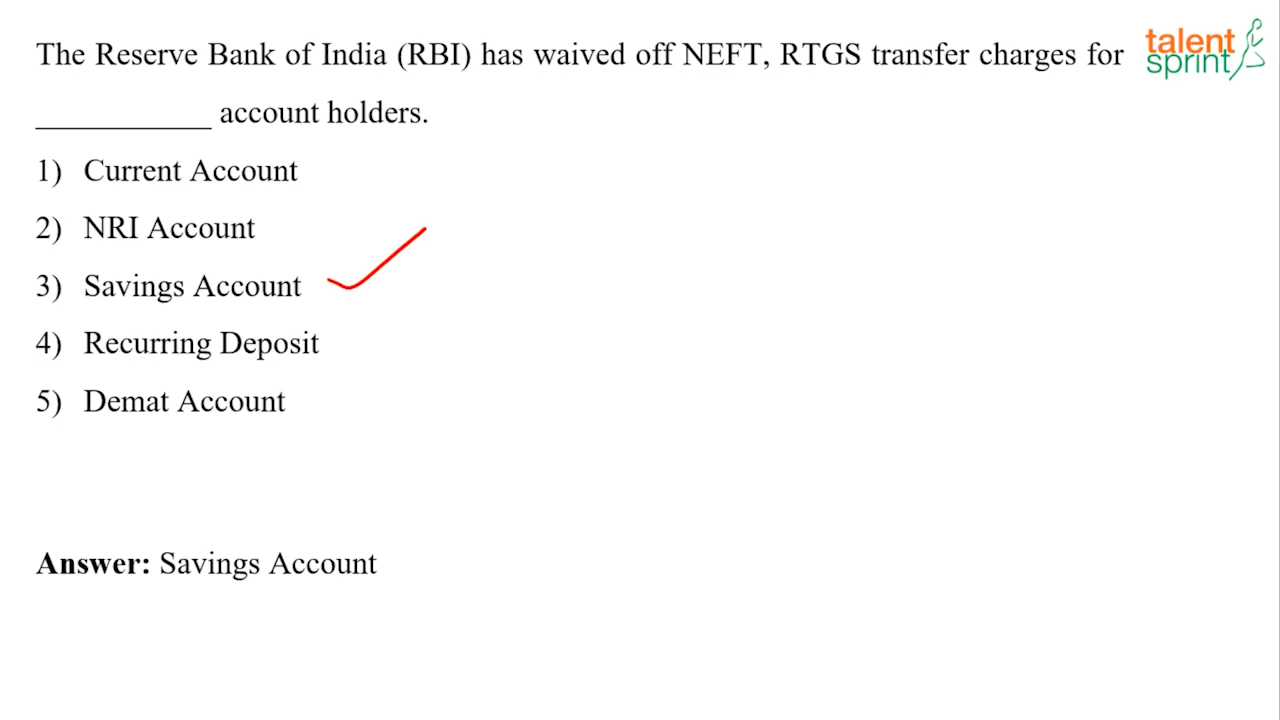 The Reserve Bank of India (RBI) has waived off NEFT, RTGS transfer charges for
talent
sprint
____________ account holders.
1) Current Account
2) NRI Account
3) Savings Account
4) Recurring Deposit
5) Demat Account
Answer: Savings Account